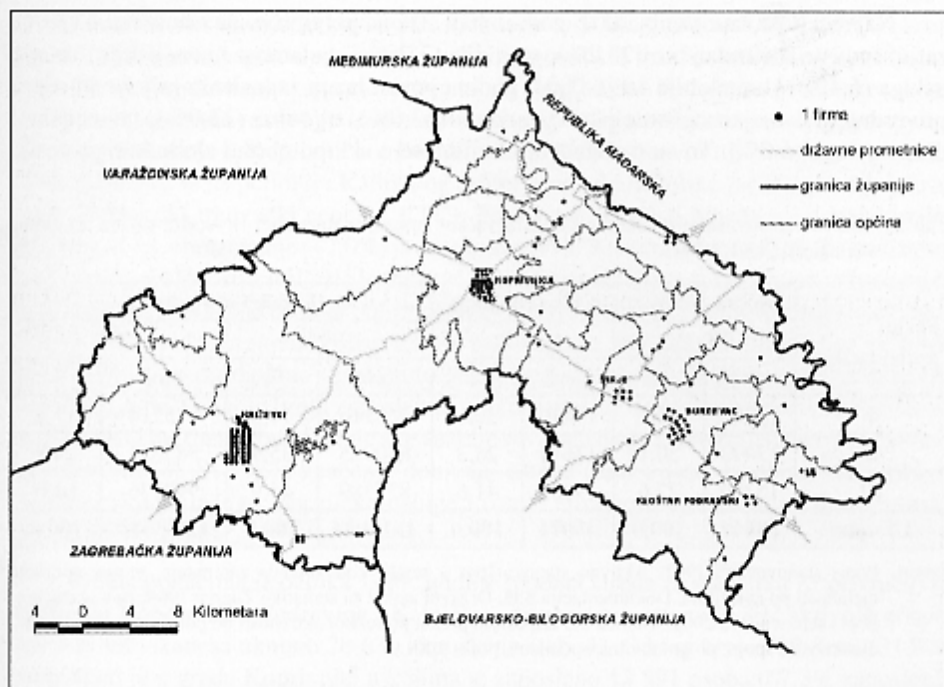 MEĐIMURSKA ŽUPANIJA
REPUBLIKA MAĐARSKA
VARAŽDINSKA ŽUPANIJA
1 firma
državne prometnice
granica županije
granica općina
KOPRIVNICA
VIRJE
ĐURĐEVAC
KRIŽEVCI
KLOŠTAR PODRAVSKI
ZAGREBAČKA ŽUPANIJA
4 0 4 8 Kilometara
BJELOVARSKO-BILOGORSKA ŽUPANIJA